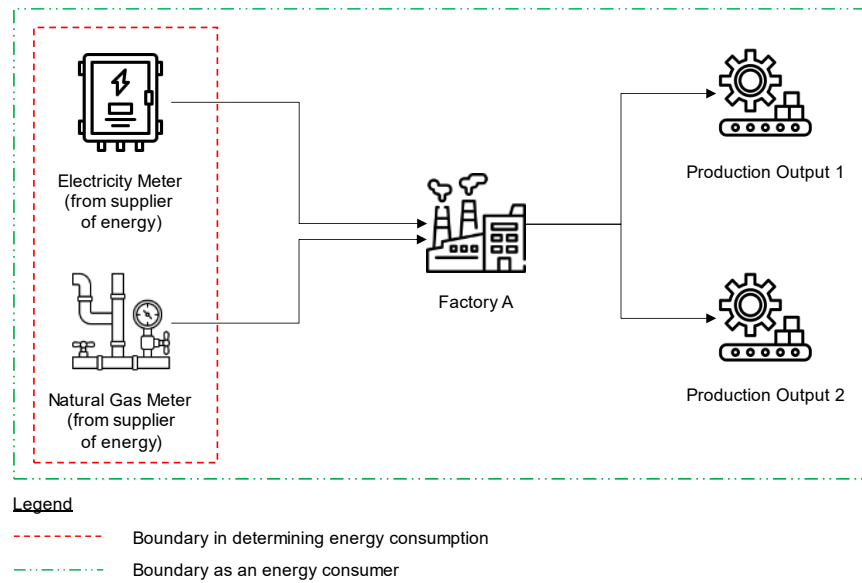 Electricity Meter
(from supplier
of energy)
Production Output 1
Factory A
Natural Gas Meter
(from supplier
of energy)
Production Output 2
Legend
Boundary in determining energy consumption
Boundary as an energy consumer